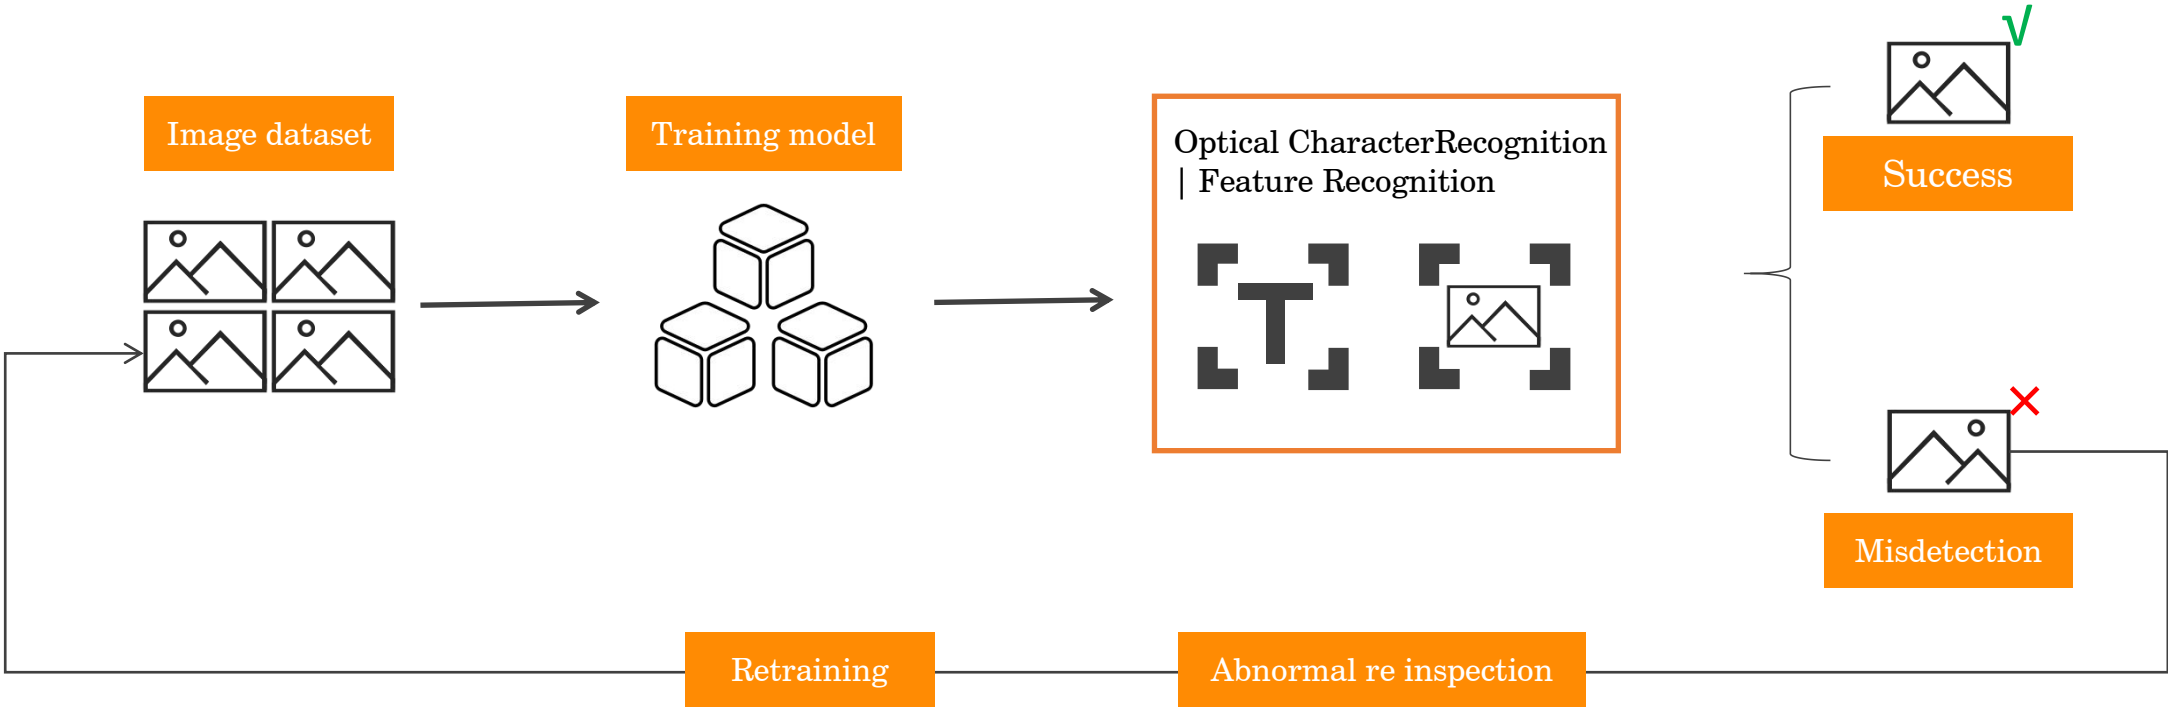 Image dataset
Training model
Optical CharacterRecognition
| Feature Recognition
T
√
Success
×
Misdetection
Retraining
Abnormal re inspection